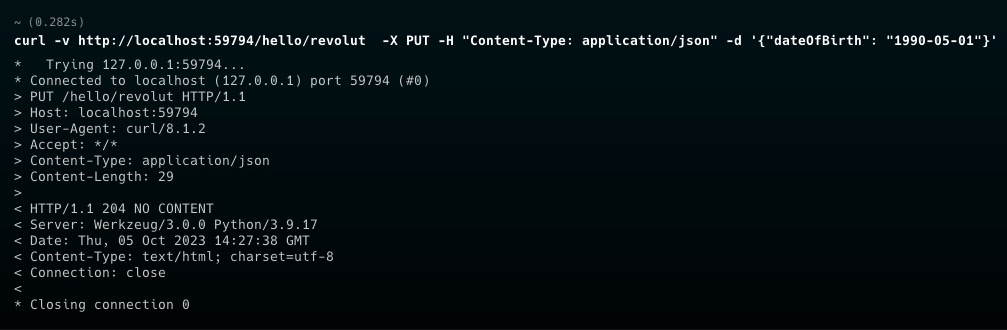 ~ (0.282s)
curl -v http://localhost:59794/hello/revolut  -X PUT -H "Content-Type: application/json" -d '{"dateOfBirth": "1990-05-01"}'
*   Trying 127.0.0.1:59794...
* Connected to localhost (127.0.0.1) port 59794 (#0)
> PUT /hello/revolut HTTP/1.1
> Host: localhost:59794
> User-Agent: curl/8.1.2
> Accept: */*
> Content-Type: application/json
> Content-Length: 29
>
< HTTP/1.1 204 NO CONTENT
< Server: Werkzeug/3.0.0 Python/3.9.17
< Date: Thu, 05 Oct 2023 14:27:38 GMT
< Content-Type: text/html; charset=utf-8
< Connection: close
<
* Closing connection 0